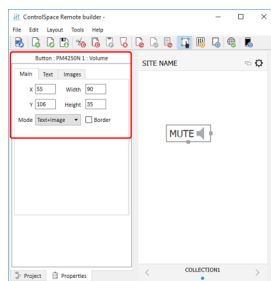 ControlSpace Remote builder -
File Edit Layout Tools Help
Button : PM4250N 1 : Volume
Main Text Images
X 55 Width 90
Y 106 Height 35
Mode Text+Image Border
SITE NAME
MUTE
Project Properties
COLLECTION1